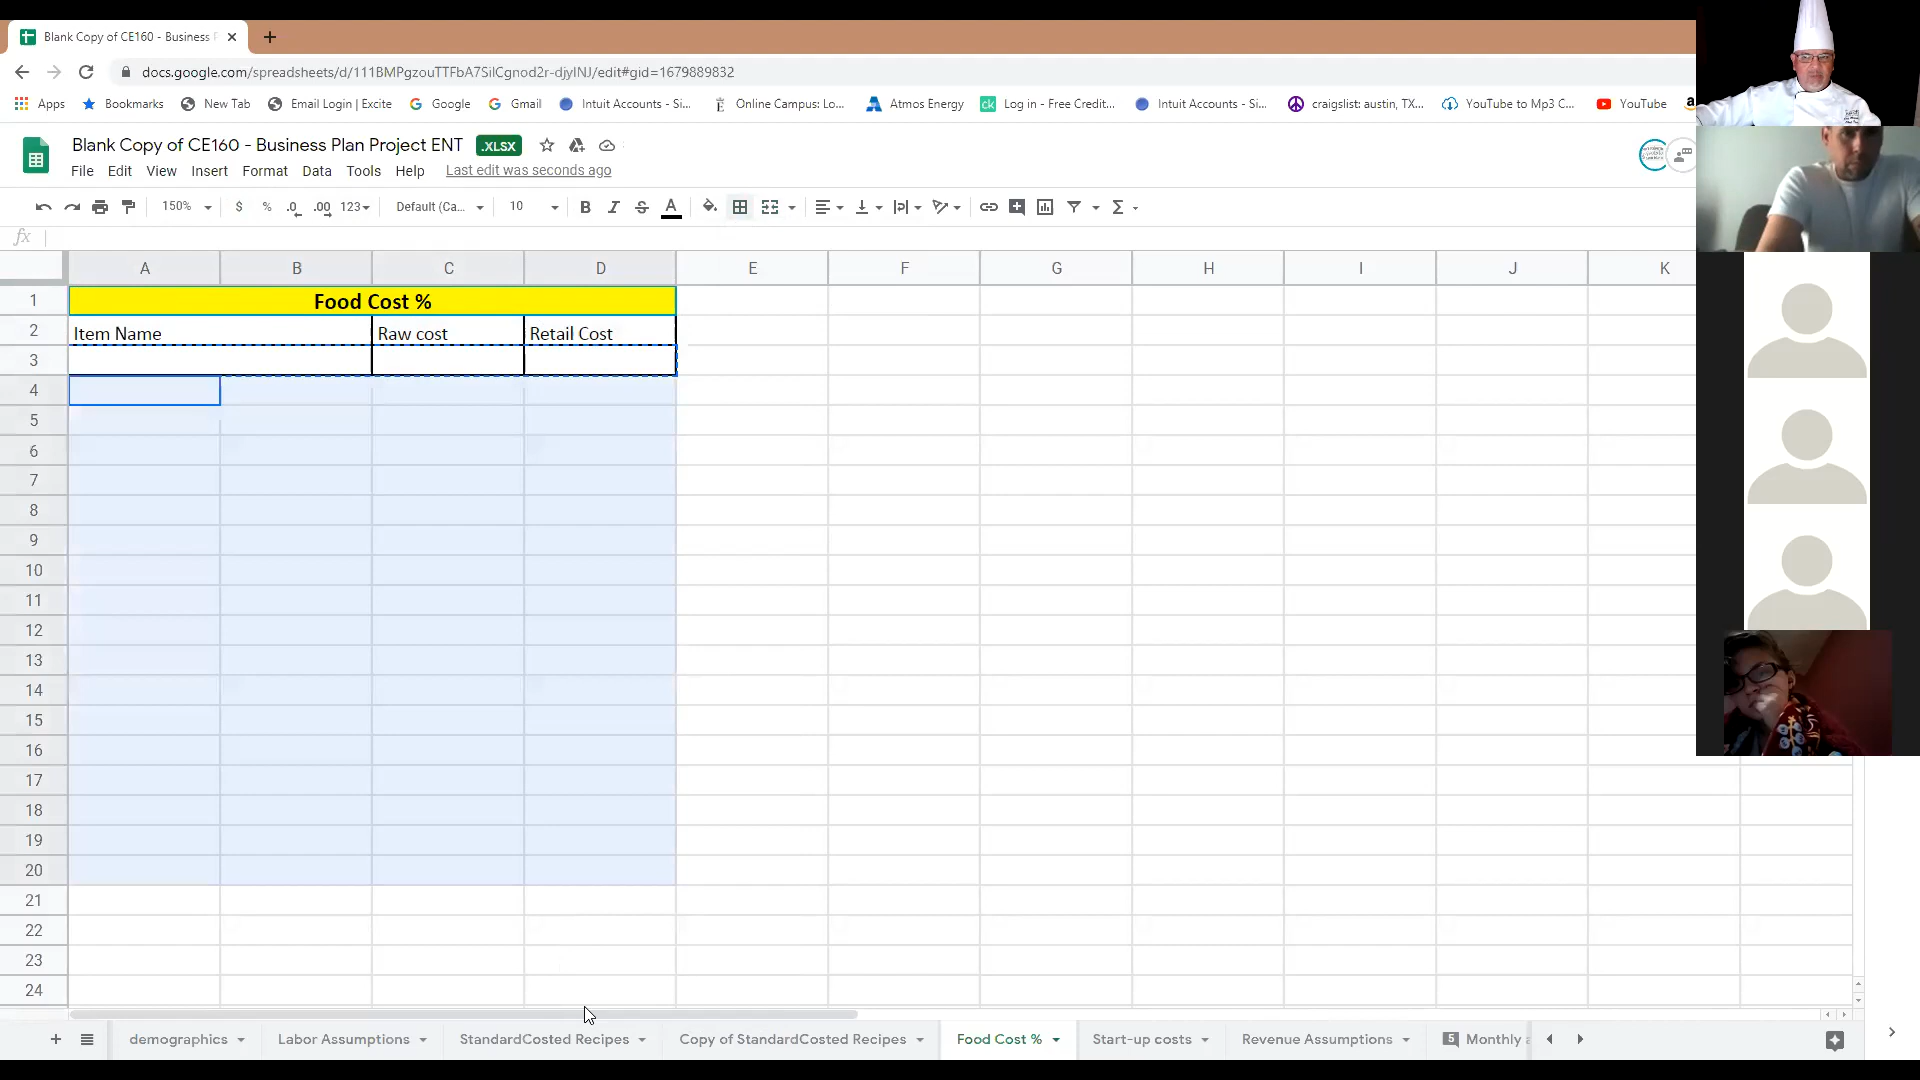 Blank Copy of CE160 - Business P
docs.google.com/spreadsheets/d/111BMPgzouTTFbA7SilCgnod2r-djylNJ/edit#gid=1679889832
Apps Bookmarks New Tab Email Login | Excite Google Gmail Intuit Accounts - Si... Online Campus: Lo... Atmos Energy Log in - Free Credit... Intuit Accounts - Si... craigslist: austin, TX... YouTube to Mp3 C... YouTube
Blank Copy of CE160 - Business Plan Project ENT .XLSX
File Edit View Insert Format Data Tools Help Last edit was seconds ago
150% $ % .0 .00 123 Default (Ca... 10 B I S A
fx
A B C D E F G H I J K
1 Food Cost %
2 Item Name Raw cost Retail Cost
3
4
5
6
7
8
9
10
11
12
13
14
15
16
17
18
19
20
21
22
23
24
demographics Labor Assumptions StandardCosted Recipes Copy of StandardCosted Recipes Food Cost % Start-up costs Revenue Assumptions 5 Monthly